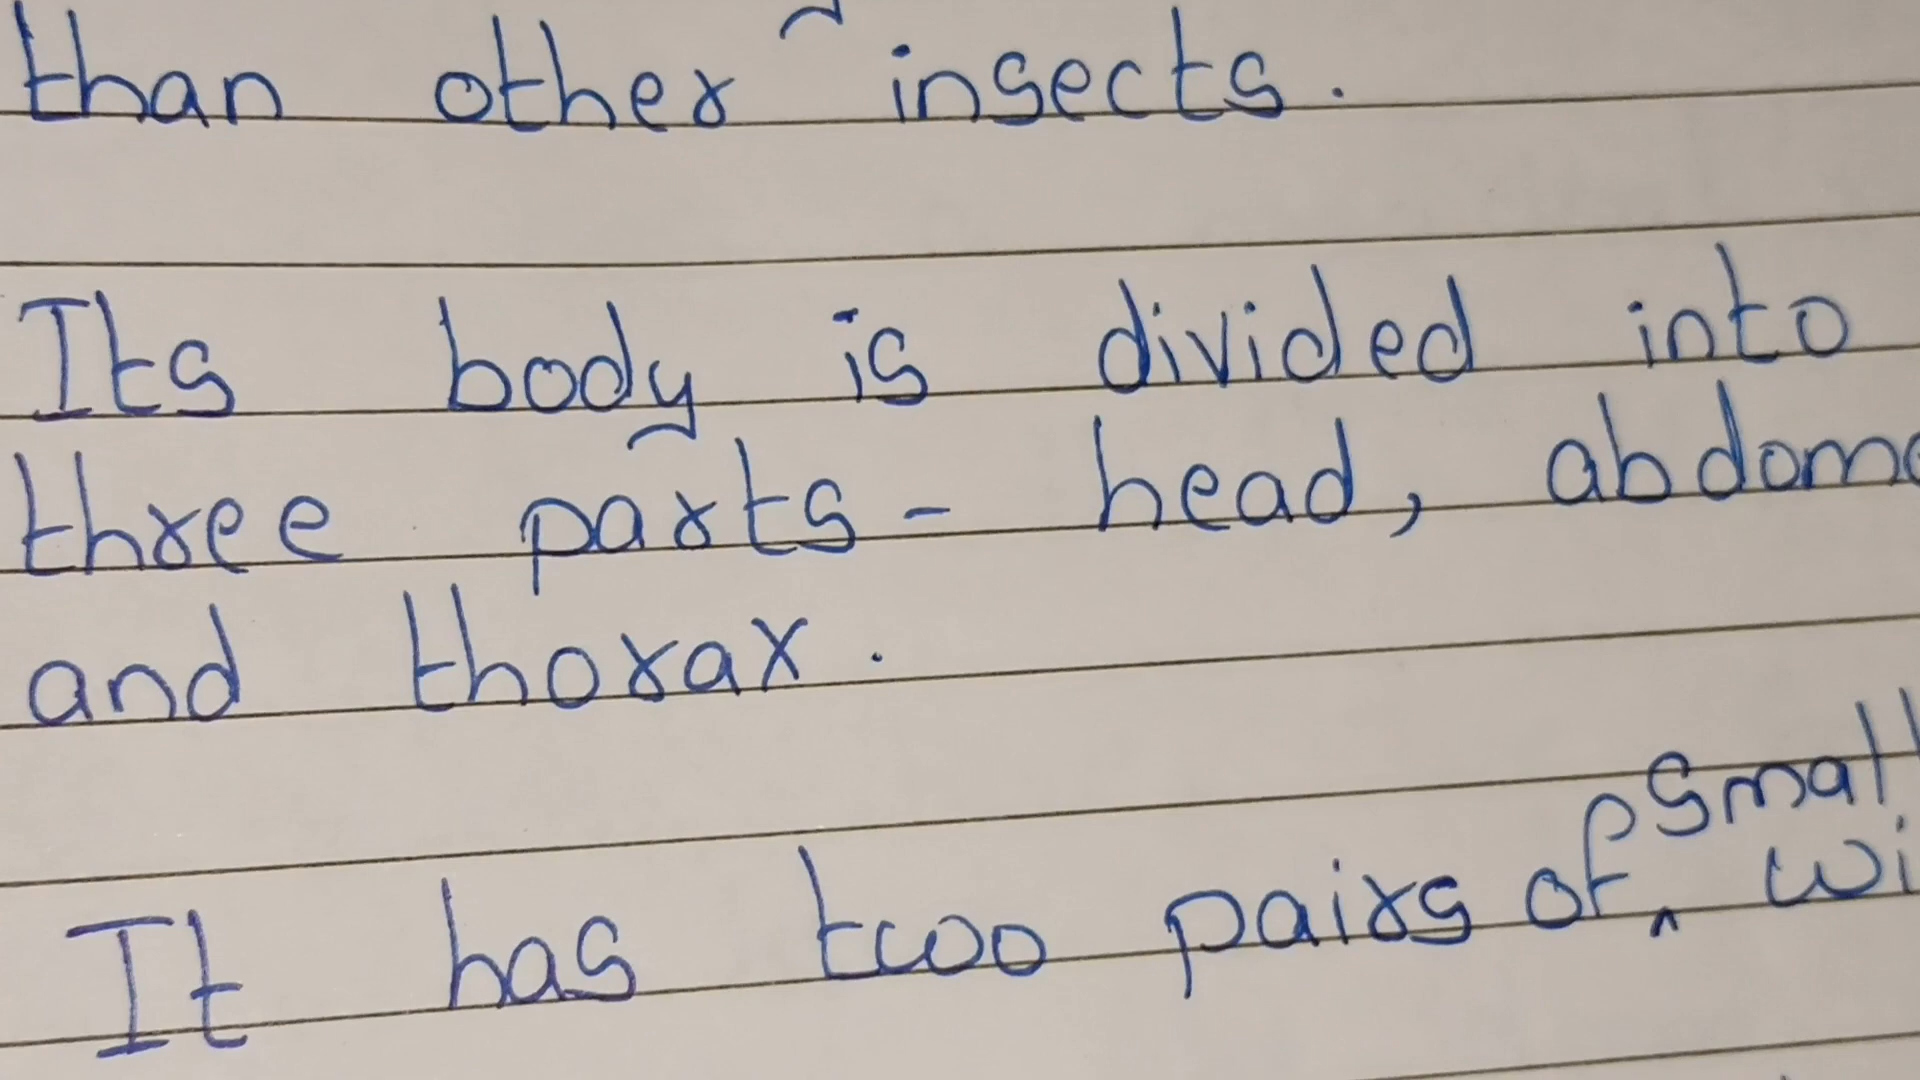 than other insects.
Its body is divided into
three parts - head, abdome
and thorax.
small
It has two pairs of ^ wi